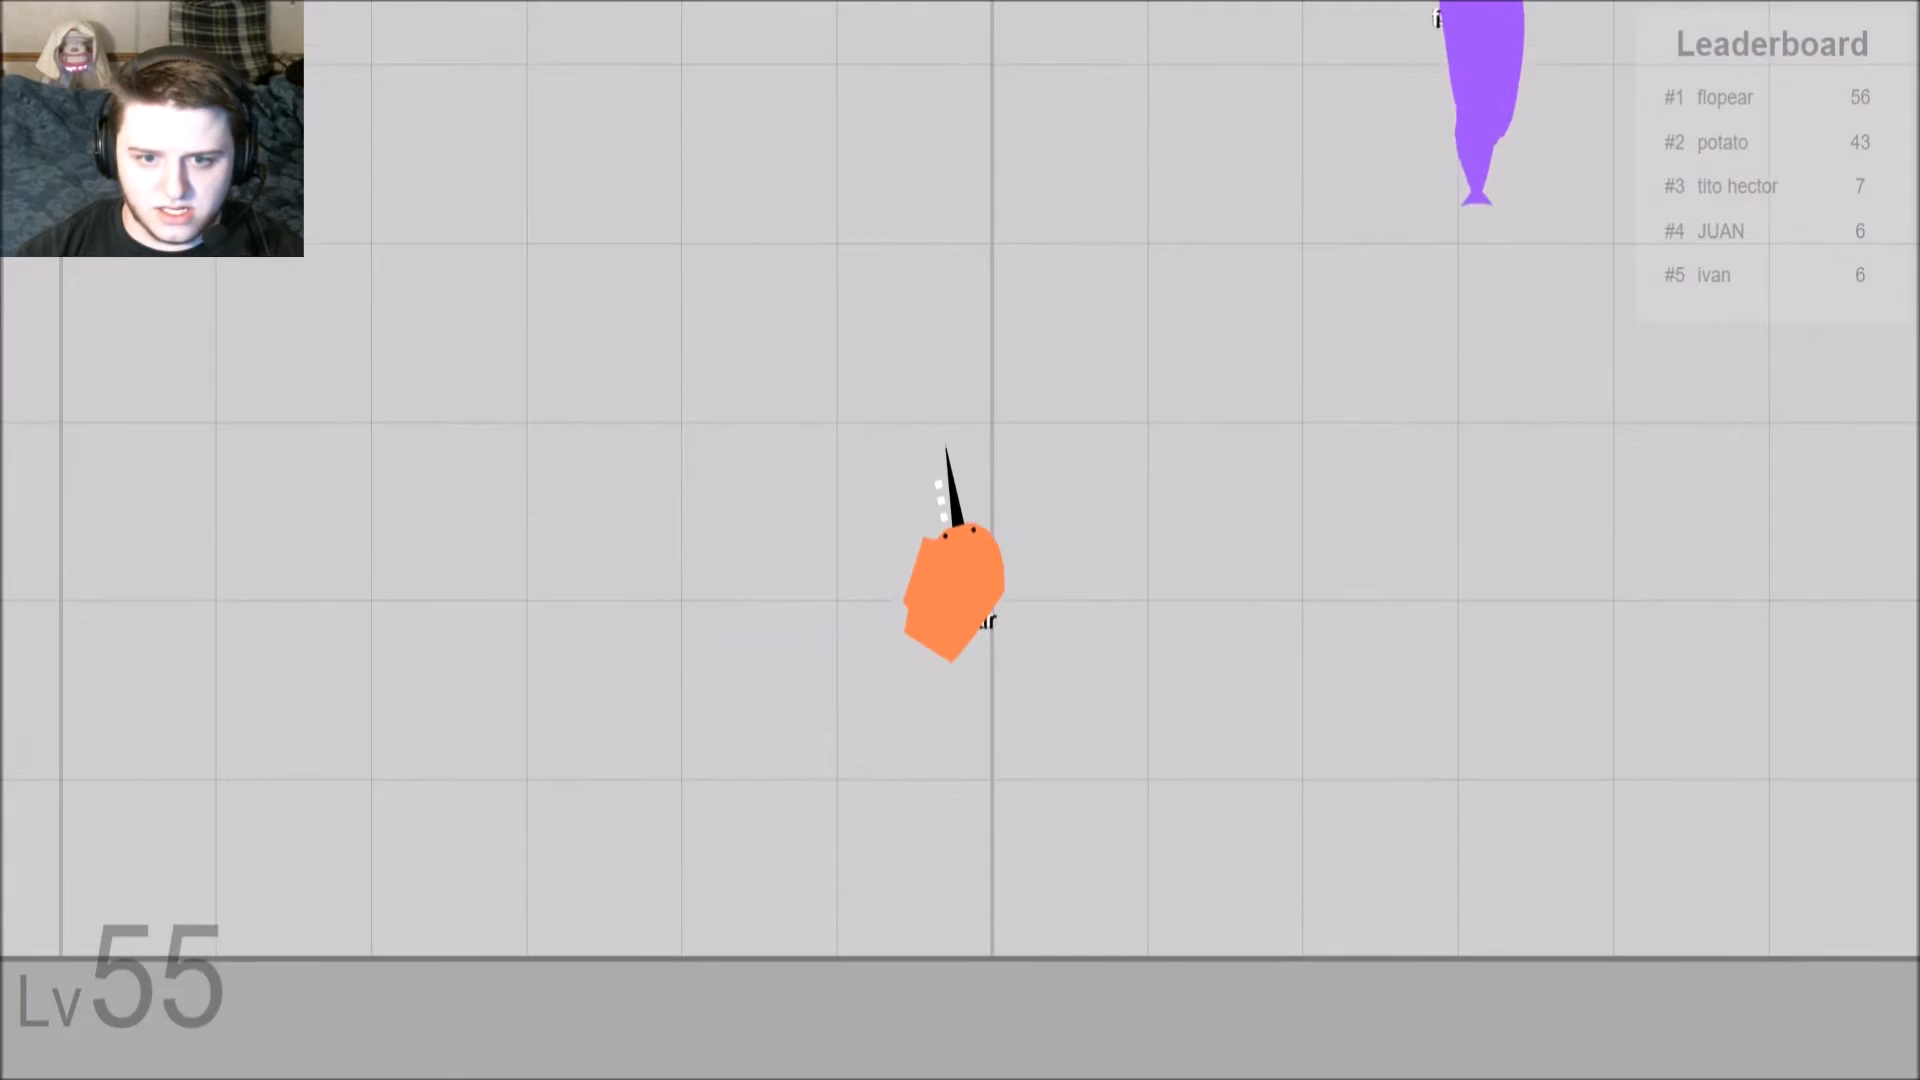 Leaderboard
#1 flopear 56
#2 potato 43
#3 tito hector 7
#4 JUAN 6
#5 ivan 6
Lv55